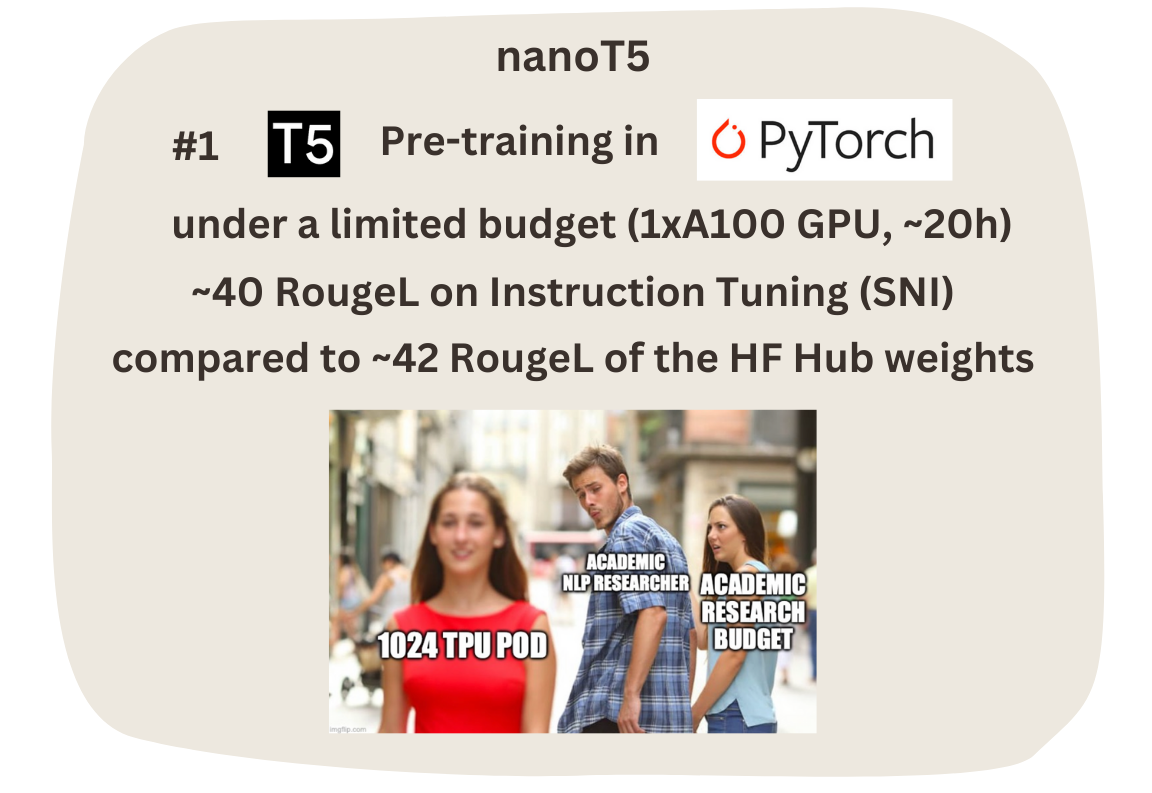 nanoT5
#1 T5 Pre-training in PyTorch
under a limited budget (1xA100 GPU, ~20h)
~40 RougeL on Instruction Tuning (SNI)
compared to ~42 RougeL of the HF Hub weights
ACADEMIC
NLP RESEARCHER
ACADEMIC
RESEARCH
BUDGET
1024 TPU POD
imgflip.com